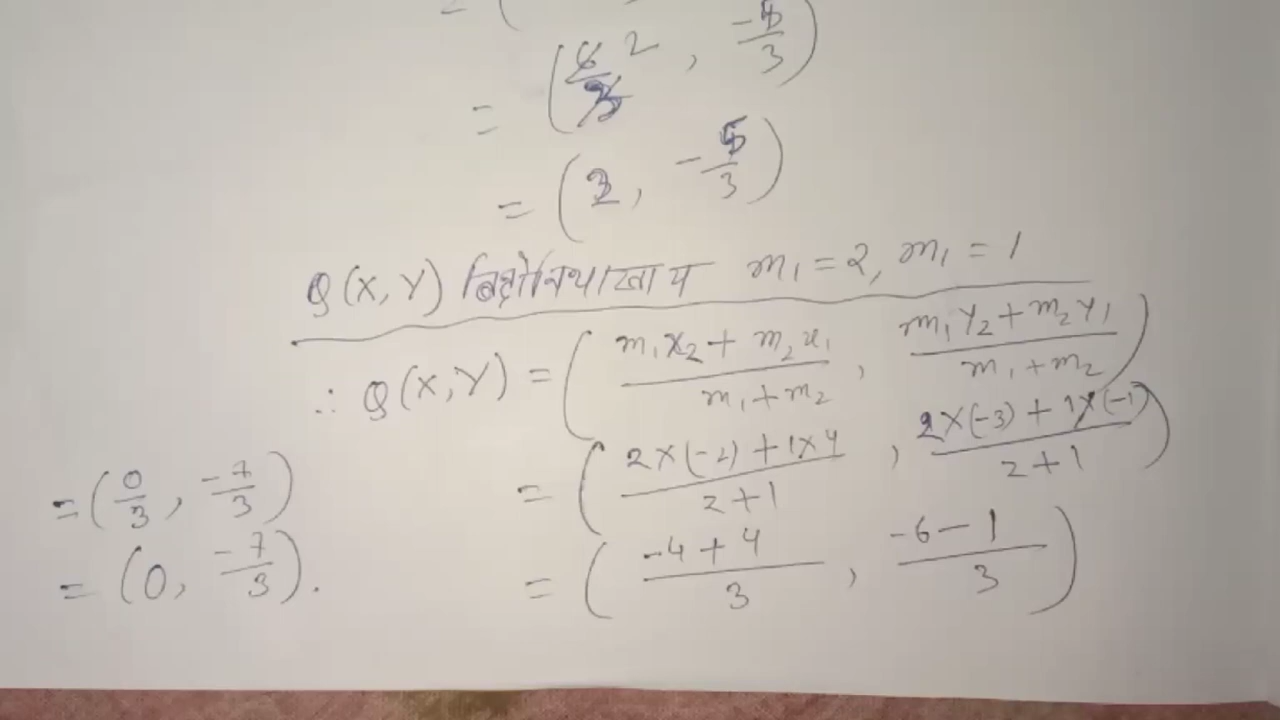 = (6/3 2, -5/3)
= (2, -5/3)
Q(X, Y) m₁ = 2, m₁ = 1
∴ Q(X, Y) = ( (m₁x₂ + m₂x₁)/(m₁ + m₂) , (m₁y₂ + m₂y₁)/(m₁ + m₂) )
= ( (2×(-2) + 1×4)/(2+1) , (2×(-3) + 1×(-1))/(2+1) )
= ( (-4 + 4)/3 , (-6 - 1)/3 )
= (0/3, -7/3)
= (0, -7/3).